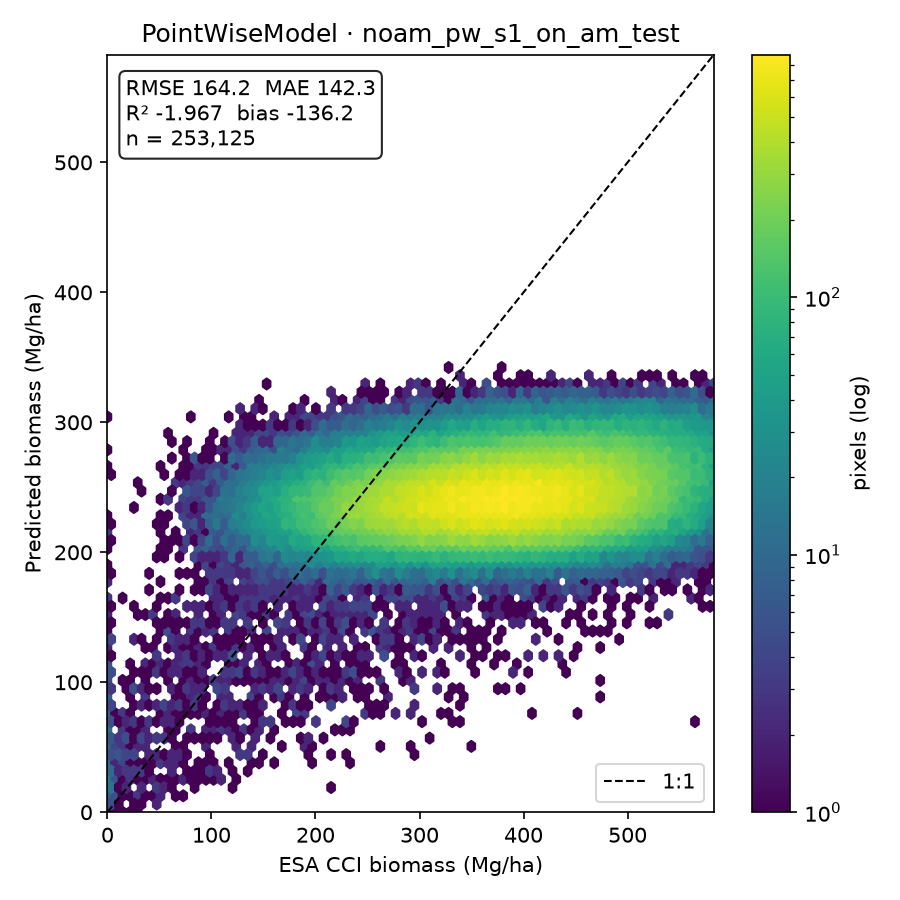 PointWiseModel · noam_pw_s1_on_am_test
RMSE 164.2 MAE 142.3
R² -1.967 bias -136.2
n = 253,125
Predicted biomass (Mg/ha)
500
400
300
200
100
0
0 100 200 300 400 500
ESA CCI biomass (Mg/ha)
1:1
10²
10¹
10⁰
pixels (log)